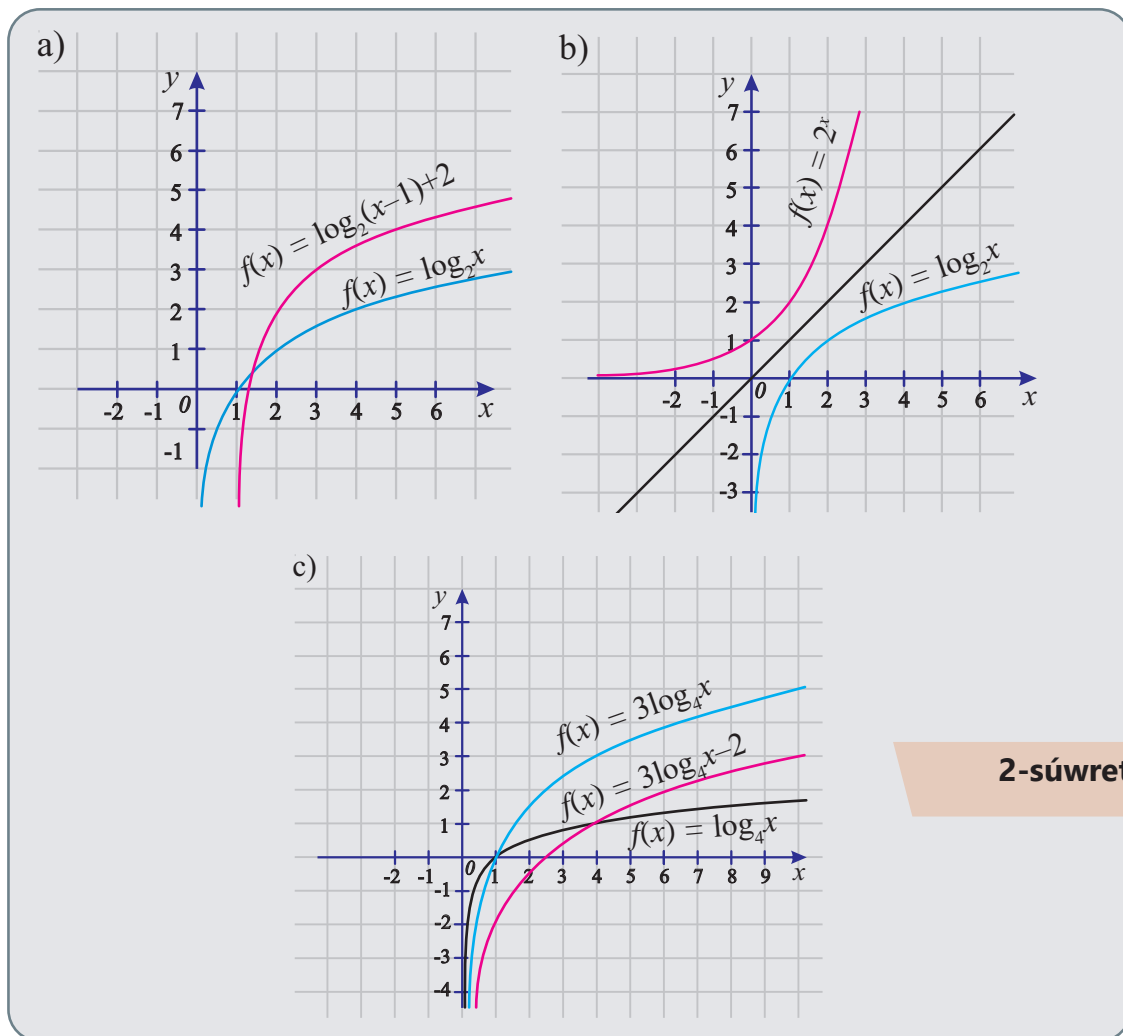 a)
y
7
6
5
4
3
2
1
-2 -1 0 1 2 3 4 5 6 x
-1
f(x) = log₂(x–1)+2
f(x) = log₂x
b)
y
7
6
5
4
3
2
1
-2 -1 0 1 2 3 4 5 6 x
-1
-2
-3
f(x) = 2ˣ
f(x) = log₂x
c)
y
7
6
5
4
3
2
1
-2 -1 0 1 2 3 4 5 6 7 8 9 x
-1
-2
-3
-4
f(x) = 3log₄x
f(x) = 3log₄x–2
f(x) = log₄x
2-súwret